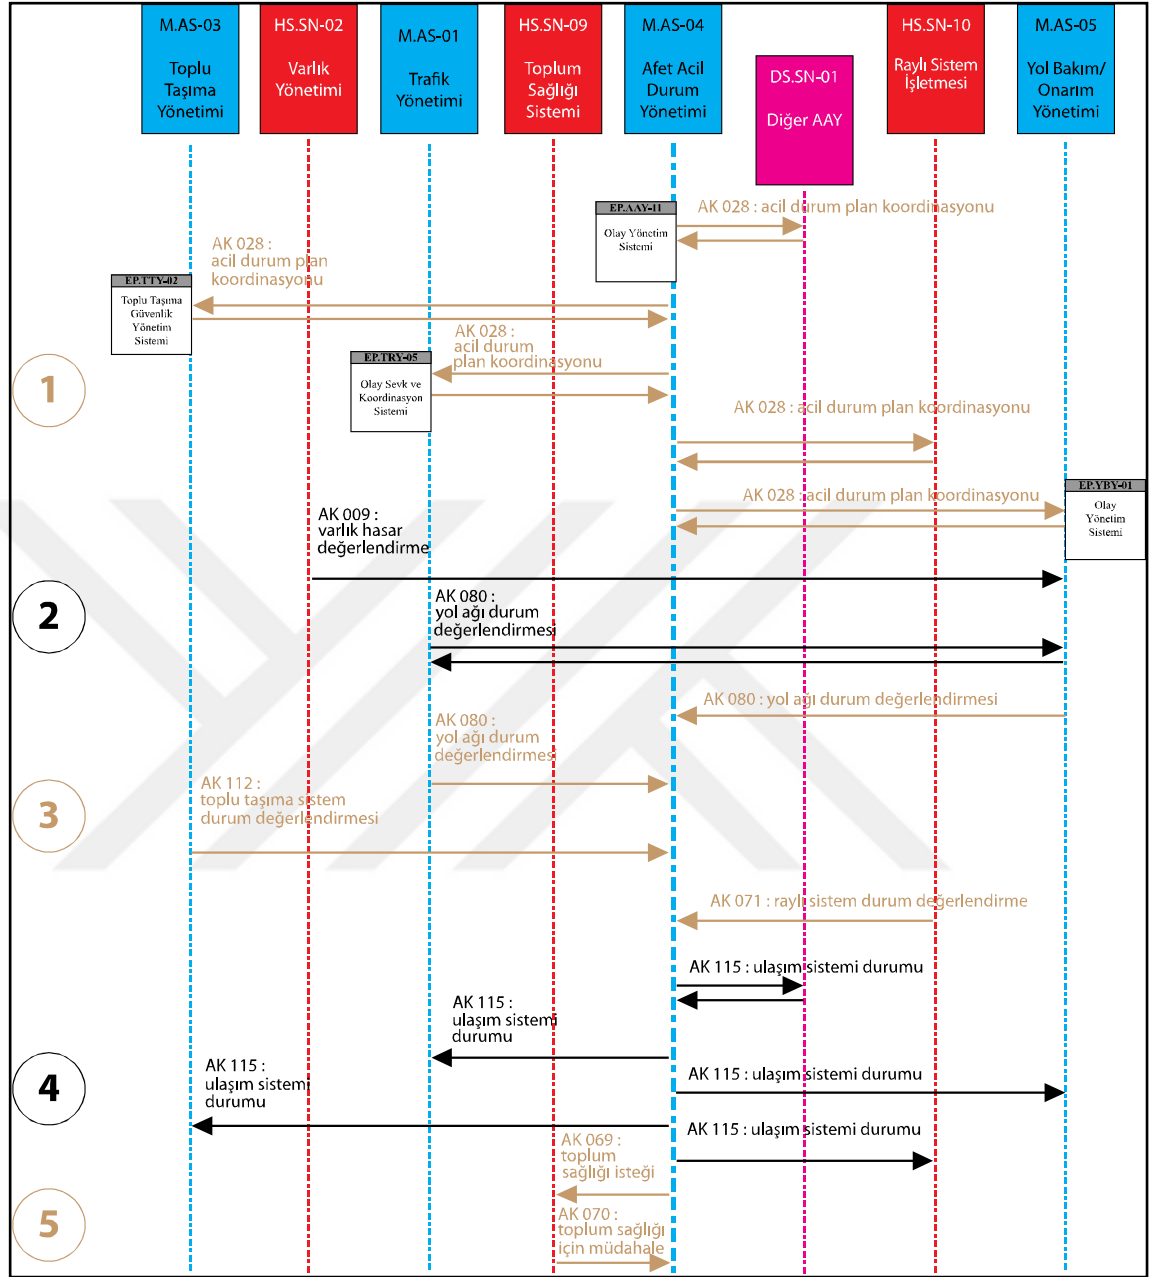 M.AS-03
Toplu
Taşıma
Yönetimi
HS.SN-02
Varlık
Yönetimi
M.AS-01
Trafik
Yönetimi
HS.SN-09
Toplum
Sağlığı
Sistemi
M.AS-04
Afet Acil
Durum
Yönetimi
DS.SN-01
Diğer AAY
HS.SN-10
Raylı Sistem
İşletmesi
M.AS-05
Yol Bakım/
Onarım
Yönetimi
EP.AAY-11
Olay Yönetim
Sistemi
AK 028 : acil durum plan koordinasyonu
AK 028 :
acil durum plan
koordinasyonu
EP.TTY-02
Toplu Taşıma
Güvenlik
Yönetim
Sistemi
AK 028 :
acil durum
plan koordinasyonu
EP.TRY-05
Olay Sevk ve
Koordinasyon
Sistemi
1
AK 028 : acil durum plan koordinasyonu
AK 028 : acil durum plan koordinasyonu
EP.YBY-01
Olay
Yönetim
Sistemi
AK 009 :
varlık hasar
değerlendirme
2
AK 080 :
yol ağı durum
değerlendirmesi
AK 080 : yol ağı durum değerlendirmesi
AK 080 :
yol ağı durum
değerlendirmesi
3
AK 112 :
toplu taşıma sistem
durum değerlendirmesi
AK 071 : raylı sistem durum değerlendirme
AK 115 : ulaşım sistemi durumu
AK 115 :
ulaşım sistemi
durumu
4
AK 115 :
ulaşım sistemi
durumu
AK 115 : ulaşım sistemi durumu
AK 115 : ulaşım sistemi durumu
AK 069 :
toplum
sağlığı isteği
5
AK 070 :
toplum sağlığı
için müdahale